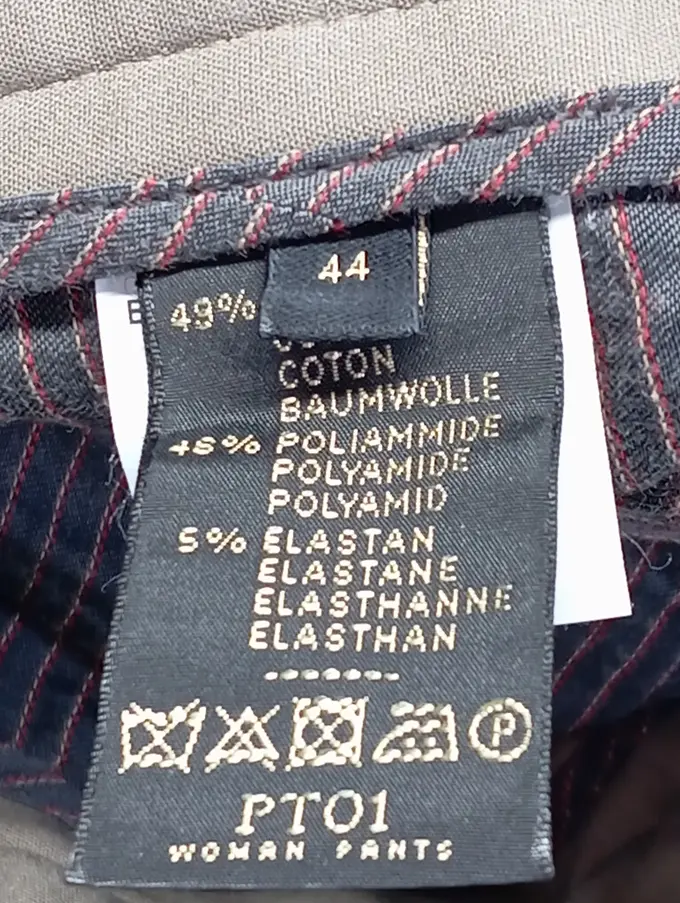 44
49%
COTON
BAUMWOLLE
46% POLIAMMIDE
POLYAMIDE
POLYAMID
5% ELASTAN
ELASTANE
ELASTHANNE
ELASTHAN
P
PT01
WOMAN PANTS